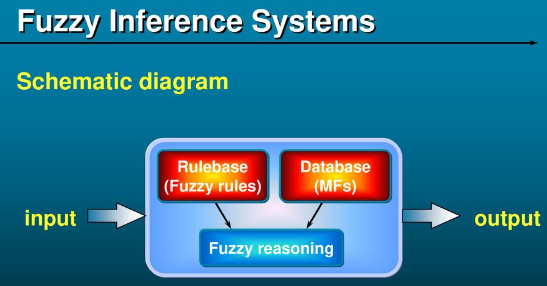 Fuzzy Inference Systems
Schematic diagram
Rulebase
(Fuzzy rules)
Database
(MFs)
input
output
Fuzzy reasoning